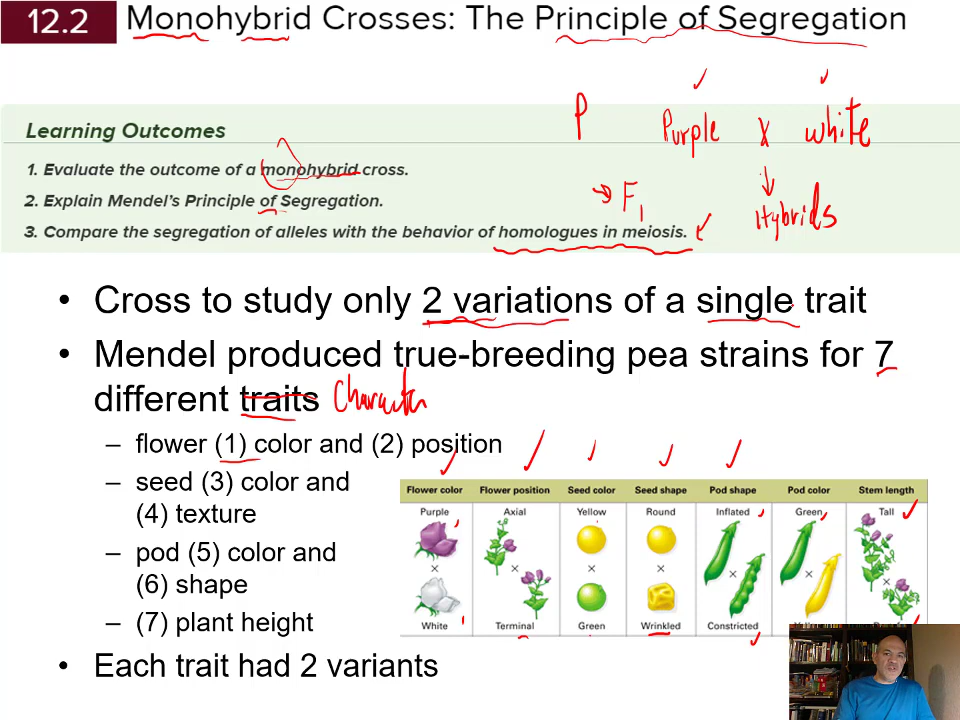 12.2 Monohybrid Crosses: The Principle of Segregation
P Purple x white
Learning Outcomes
1. Evaluate the outcome of a monohybrid cross.
2. Explain Mendel's Principle of Segregation.
F1 Hybrids
3. Compare the segregation of alleles with the behavior of homologues in meiosis.
• Cross to study only 2 variations of a single trait
• Mendel produced true-breeding pea strains for 7
different traits Character
– flower (1) color and (2) position
– seed (3) color and
(4) texture
– pod (5) color and
(6) shape
– (7) plant height
• Each trait had 2 variants
Flower color Flower position Seed color Seed shape Pod shape Pod color Stem length
Purple Axial Yellow Round Inflated Green Tall
× × × × × × ×
White Terminal Green Wrinkled Constricted